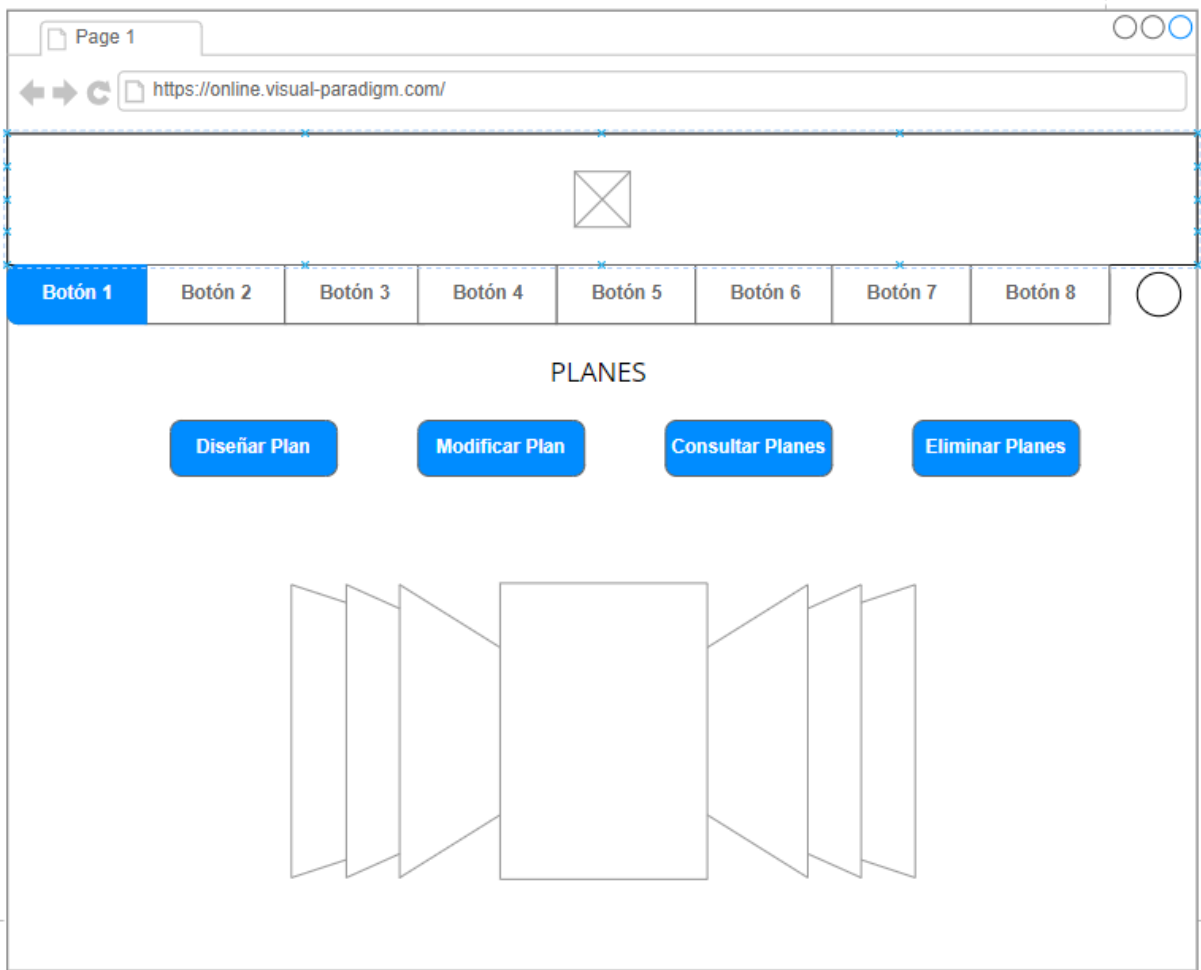 Page 1
https://online.visual-paradigm.com/
Botón 1 Botón 2 Botón 3 Botón 4 Botón 5 Botón 6 Botón 7 Botón 8
PLANES
Diseñar Plan Modificar Plan Consultar Planes Eliminar Planes